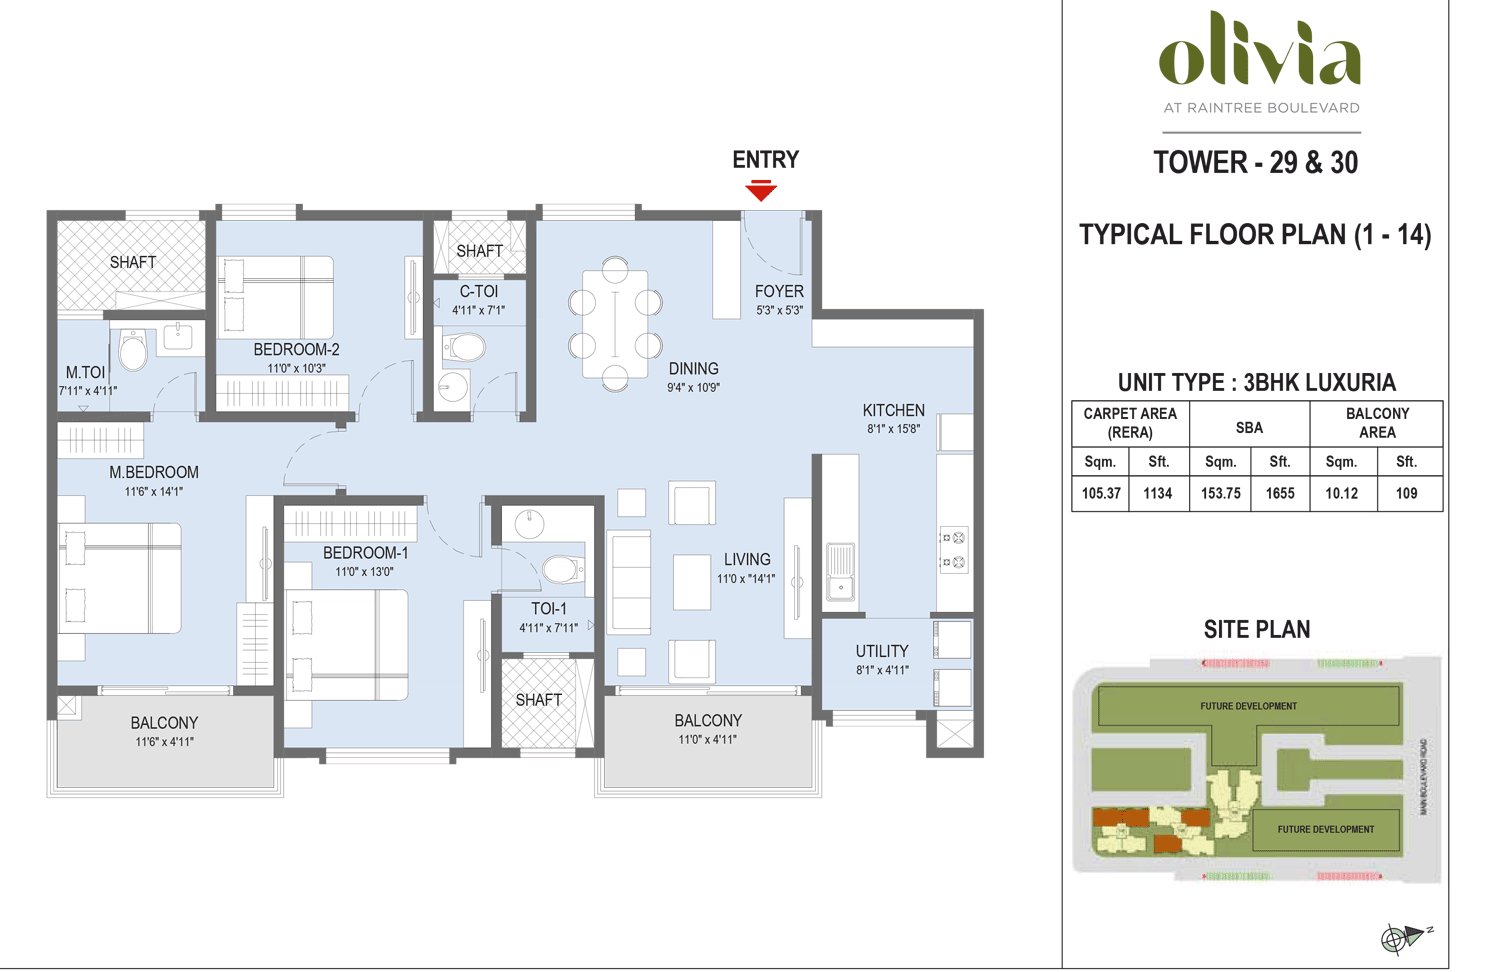 olivia
AT RAINTREE BOULEVARD
TOWER - 29 & 30
TYPICAL FLOOR PLAN (1 - 14)
UNIT TYPE : 3BHK LUXURIA
CARPET AREA (RERA) SBA BALCONY AREA
Sqm. Sft. Sqm. Sft. Sqm. Sft.
105.37 1134 153.75 1655 10.12 109
SITE PLAN
FUTURE DEVELOPMENT
MAIN BOULEVARD ROAD
FUTURE DEVELOPMENT
N
ENTRY
SHAFT
SHAFT
C-TOI
4'11" x 7'1"
FOYER
5'3" x 5'3"
BEDROOM-2
11'0" x 10'3"
M.TOI
7'11" x 4'11"
DINING
9'4" x 10'9"
KITCHEN
8'1" x 15'8"
M.BEDROOM
11'6" x 14'1"
BEDROOM-1
11'0" x 13'0"
LIVING
11'0 x "14'1"
TOI-1
4'11" x 7'11"
UTILITY
8'1" x 4'11"
SHAFT
BALCONY
11'6" x 4'11"
BALCONY
11'0" x 4'11"